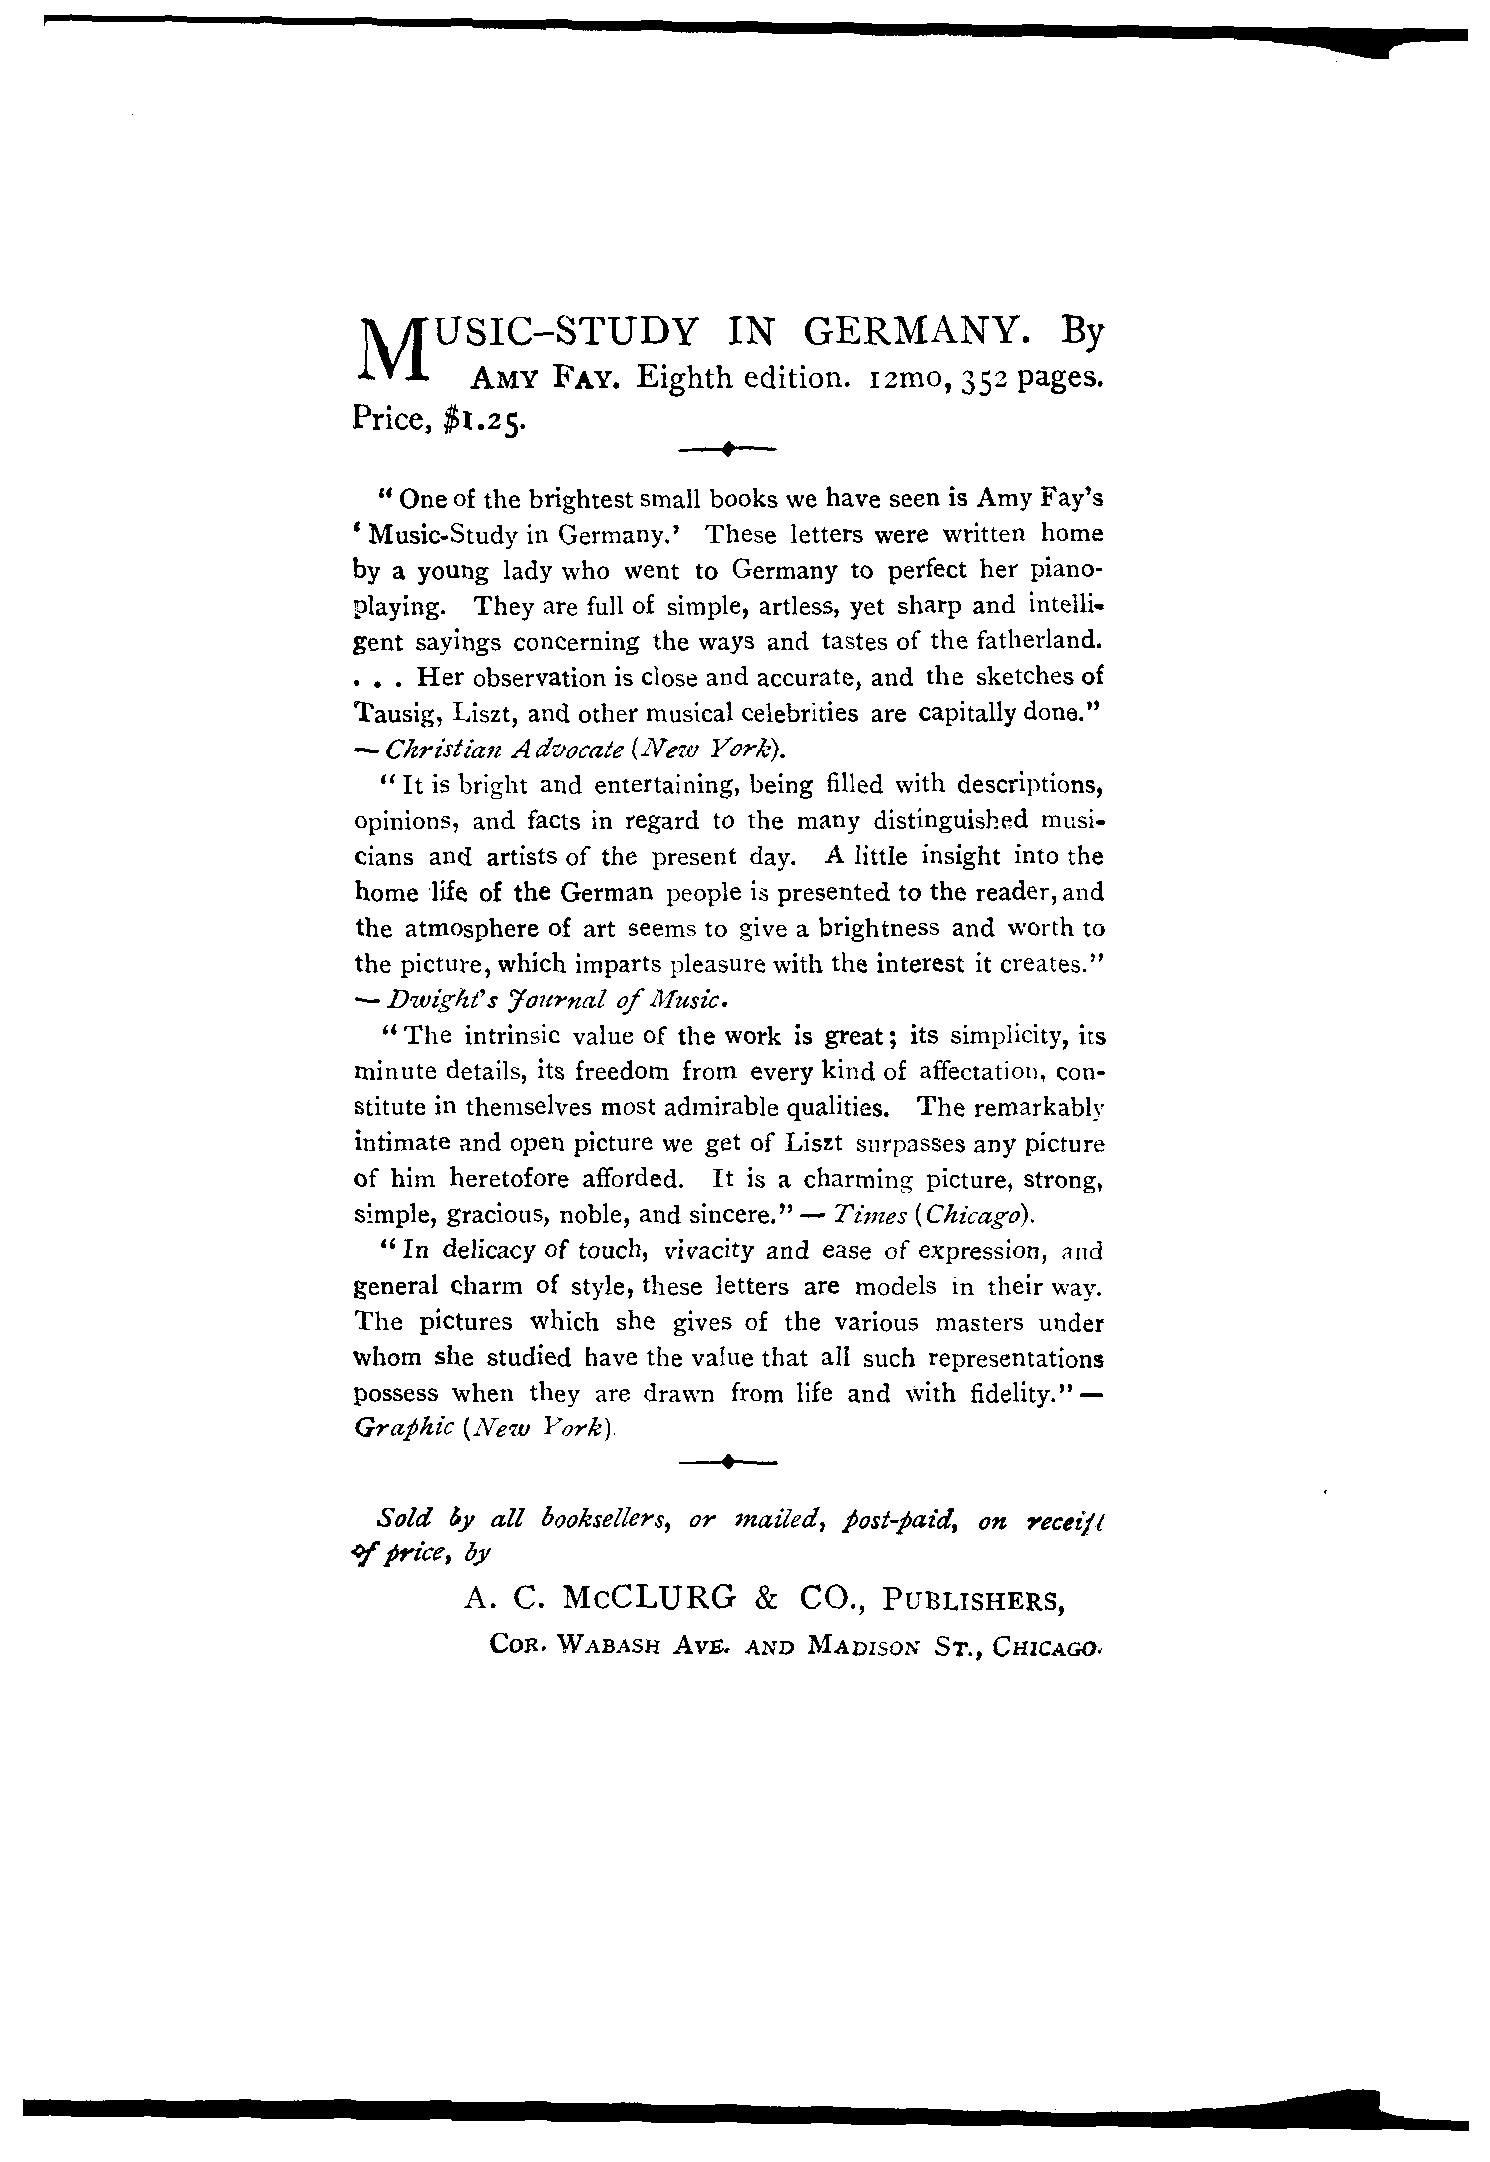 MUSIC-STUDY IN GERMANY. By
AMY FAY. Eighth edition. 12mo, 352 pages.
Price, $1.25.
“One of the brightest small books we have seen is Amy Fay’s
‘Music-Study in Germany.’ These letters were written home
by a young lady who went to Germany to perfect her piano-
playing. They are full of simple, artless, yet sharp and intelli-
gent sayings concerning the ways and tastes of the fatherland.
. . . Her observation is close and accurate, and the sketches of
Tausig, Liszt, and other musical celebrities are capitally done.”
— Christian Advocate (New York).
“It is bright and entertaining, being filled with descriptions,
opinions, and facts in regard to the many distinguished musi-
cians and artists of the present day. A little insight into the
home life of the German people is presented to the reader, and
the atmosphere of art seems to give a brightness and worth to
the picture, which imparts pleasure with the interest it creates.”
— Dwight’s Journal of Music.
“The intrinsic value of the work is great; its simplicity, its
minute details, its freedom from every kind of affectation, con-
stitute in themselves most admirable qualities. The remarkably
intimate and open picture we get of Liszt surpasses any picture
of him heretofore afforded. It is a charming picture, strong,
simple, gracious, noble, and sincere.” — Times (Chicago).
“In delicacy of touch, vivacity and ease of expression, and
general charm of style, these letters are models in their way.
The pictures which she gives of the various masters under
whom she studied have the value that all such representations
possess when they are drawn from life and with fidelity.” —
Graphic (New York).
Sold by all booksellers, or mailed, post-paid, on receipt
of price, by
A. C. McCLURG & CO., PUBLISHERS,
COR. WABASH AVE. AND MADISON ST., CHICAGO.